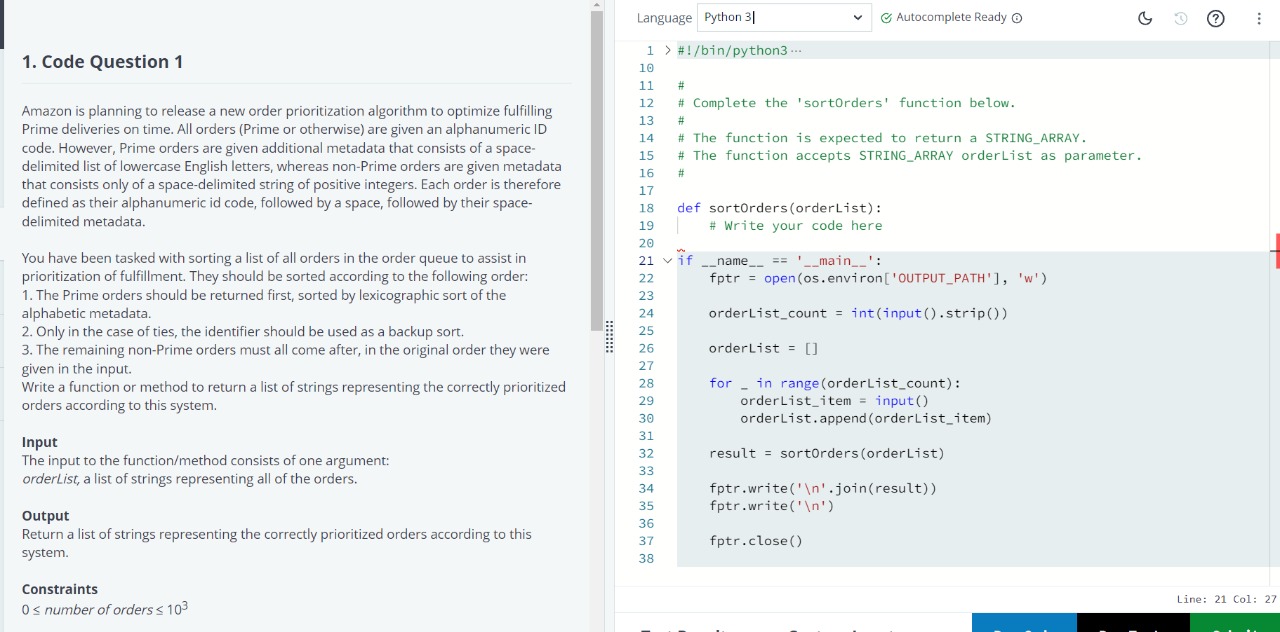 1. Code Question 1
Amazon is planning to release a new order prioritization algorithm to optimize fulfilling
Prime deliveries on time. All orders (Prime or otherwise) are given an alphanumeric ID
code. However, Prime orders are given additional metadata that consists of a space-
delimited list of lowercase English letters, whereas non-Prime orders are given metadata
that consists only of a space-delimited string of positive integers. Each order is therefore
defined as their alphanumeric id code, followed by a space, followed by their space-
delimited metadata.
You have been tasked with sorting a list of all orders in the order queue to assist in
prioritization of fulfillment. They should be sorted according to the following order:
1. The Prime orders should be returned first, sorted by lexicographic sort of the
alphabetic metadata.
2. Only in the case of ties, the identifier should be used as a backup sort.
3. The remaining non-Prime orders must all come after, in the original order they were
given in the input.
Write a function or method to return a list of strings representing the correctly prioritized
orders according to this system.
Input
The input to the function/method consists of one argument:
orderList, a list of strings representing all of the orders.
Output
Return a list of strings representing the correctly prioritized orders according to this
system.
Constraints
0 ≤ number of orders ≤ 10³
Language Python 3 Autocomplete Ready
1 #!/bin/python3 ···
10
11 #
12 # Complete the 'sortOrders' function below.
13 #
14 # The function is expected to return a STRING_ARRAY.
15 # The function accepts STRING_ARRAY orderList as parameter.
16 #
17
18 def sortOrders(orderList):
19 # Write your code here
20
21 if __name__ == '__main__':
22 fptr = open(os.environ['OUTPUT_PATH'], 'w')
23
24 orderList_count = int(input().strip())
25
26 orderList = []
27
28 for _ in range(orderList_count):
29 orderList_item = input()
30 orderList.append(orderList_item)
31
32 result = sortOrders(orderList)
33
34 fptr.write('\n'.join(result))
35 fptr.write('\n')
36
37 fptr.close()
38
Line: 21 Col: 27